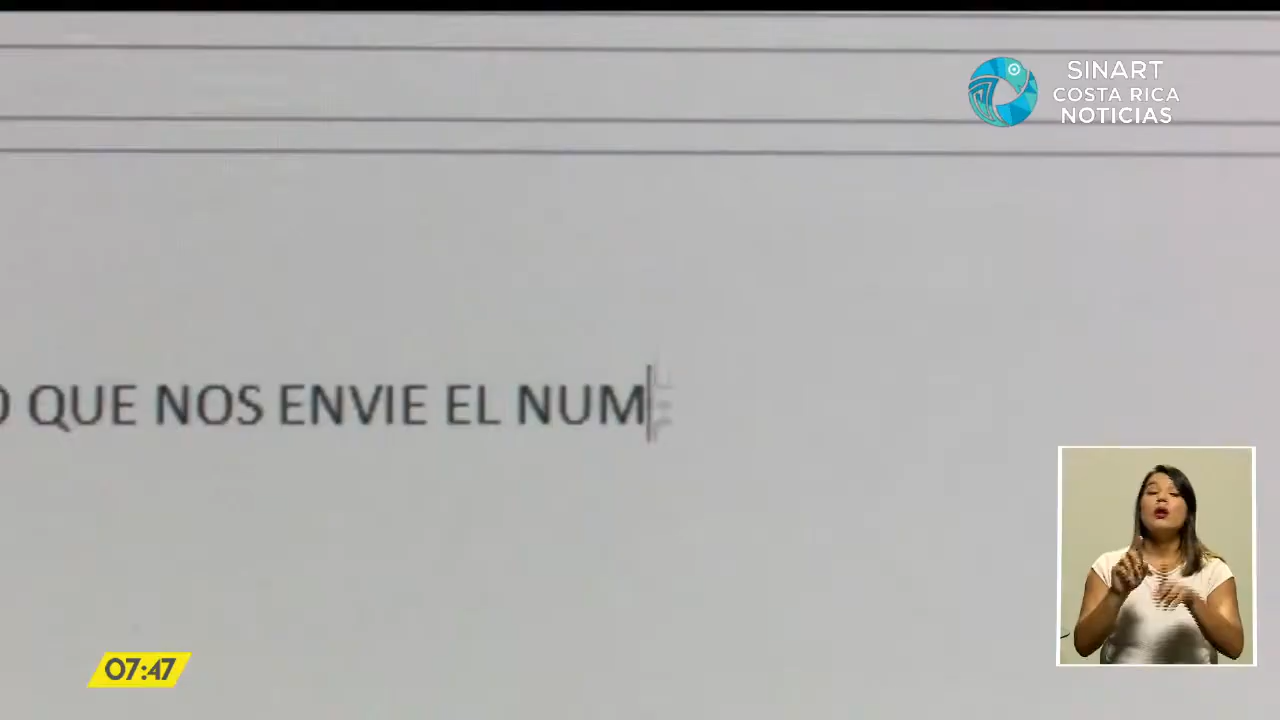 SINART
COSTA RICA
NOTICIAS
QUE NOS ENVIE EL NUM
07:47